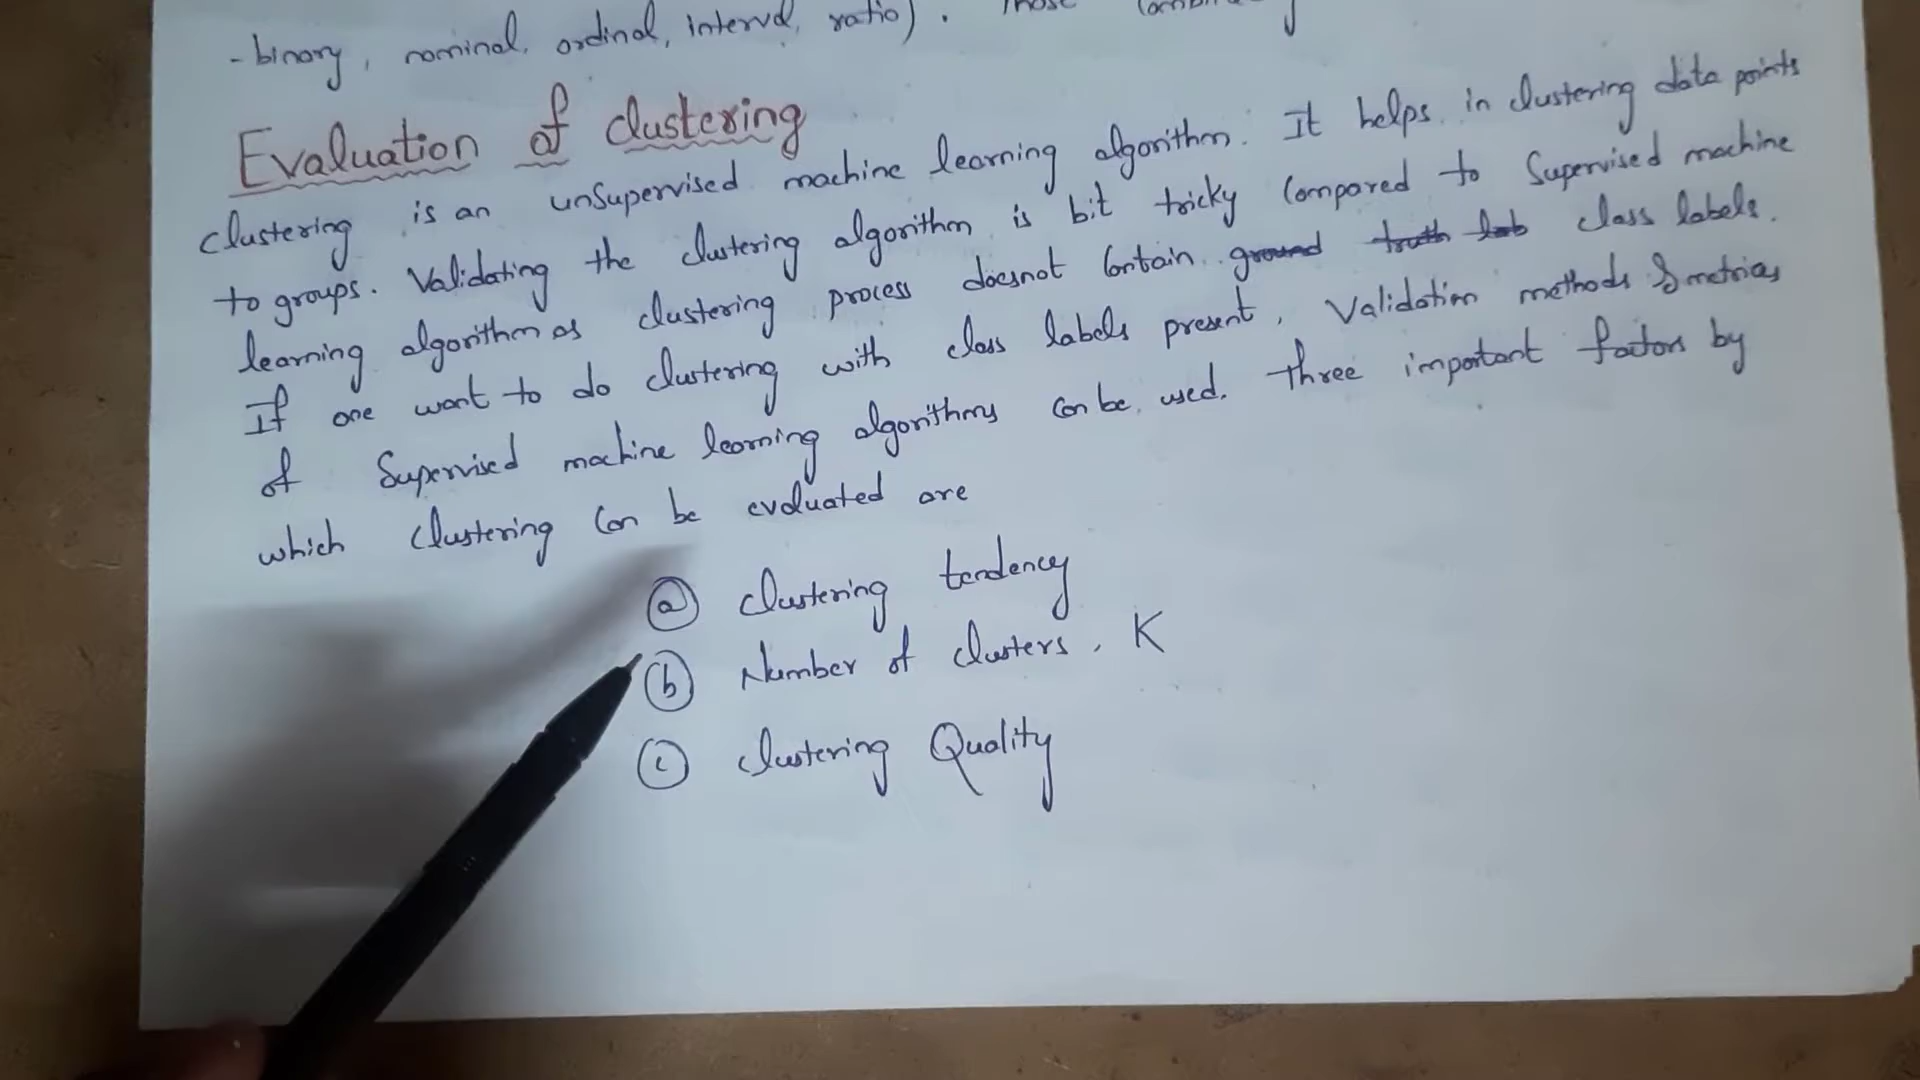 - binary, nominal, ordinal, interval, ratio). Those
Evaluation of clustering
clustering is an unsupervised machine learning algorithm. It helps in clustering data points
to groups. Validating the clustering algorithm is bit tricky compared to supervised machine
learning algorithm as clustering process doesnot contain ground truth lab class labels.
If one want to do clustering with class labels present, Validation methods & metrics
of supervised machine learning algorithms can be used. three important factors by
which clustering can be evaluated are
(a) clustering tendency
(b) Number of clusters, K
(c) clustering Quality